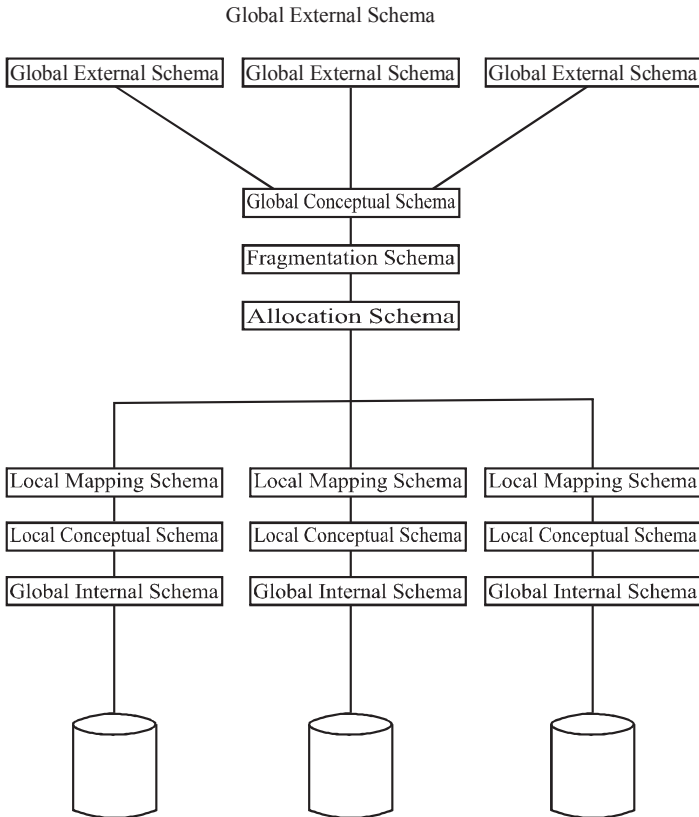 Global External Schema
Global External Schema
Global External Schema
Global External Schema
Global Conceptual Schema
Fragmentation Schema
Allocation Schema
Local Mapping Schema
Local Mapping Schema
Local Mapping Schema
Local Conceptual Schema
Local Conceptual Schema
Local Conceptual Schema
Global Internal Schema
Global Internal Schema
Global Internal Schema